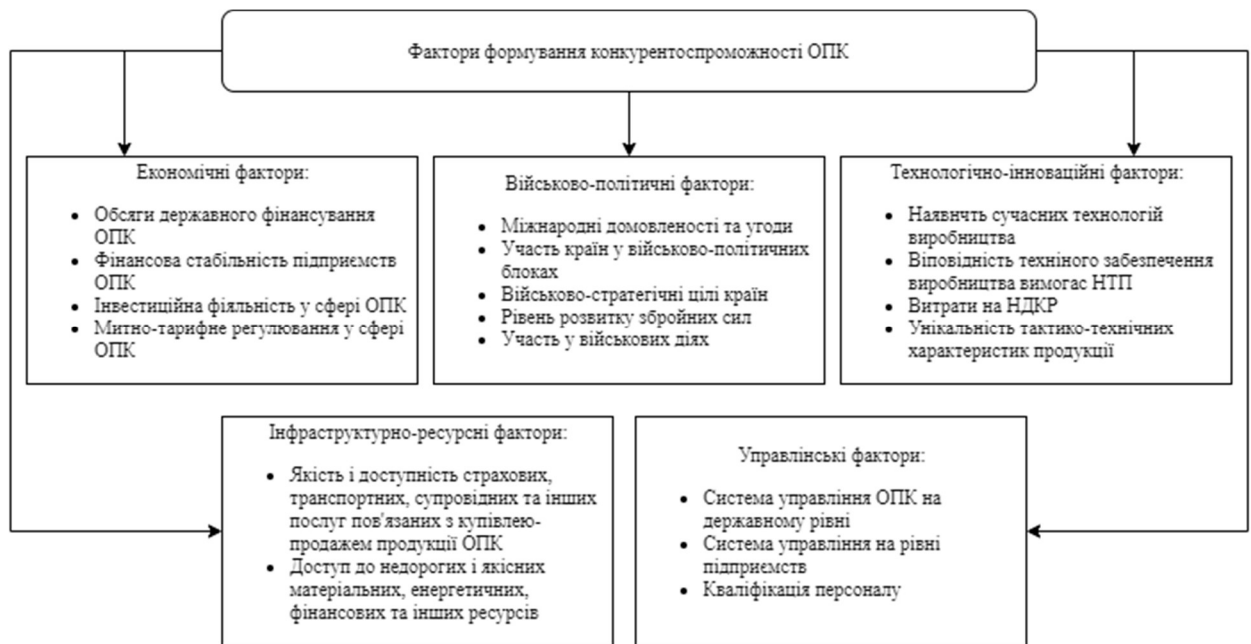 Фактори формування конкурентоспроможності ОПК
Економічні фактори:
• Обсяги державного фінансування
ОПК
• Фінансова стабільність підприємств
ОПК
• Інвестиційна фіяльність у сфері ОПК
• Митно-тарифне регулювання у сфері
ОПК
Військово-політичні фактори:
• Міжнародні домовленості та угоди
• Участь країн у військово-політичних
блоках
• Військово-стратегічні цілі країн
• Рівень розвитку збройних сил
• Участь у військових діях
Технологічно-інноваційні фактори:
• Наявнчть сучасних технологій
виробництва
• Віповідність техніного забезпечення
виробництва вимогас НТП
• Витрати на НДКР
• Унікальність тактико-технічних
характеристик продукції
Інфраструктурно-ресурсні фактори:
• Якість і доступність страхових,
транспортних, супровідних та інших
послуг пов'язаних з купівлею-
продажем продукції ОПК
• Доступ до недорогих і якісних
матеріальних, енергетичних,
фінансових та інших ресурсів
Управлінські фактори:
• Система управління ОПК на
державному рівні
• Система управління на рівні
підприємств
• Кваліфікація персоналу